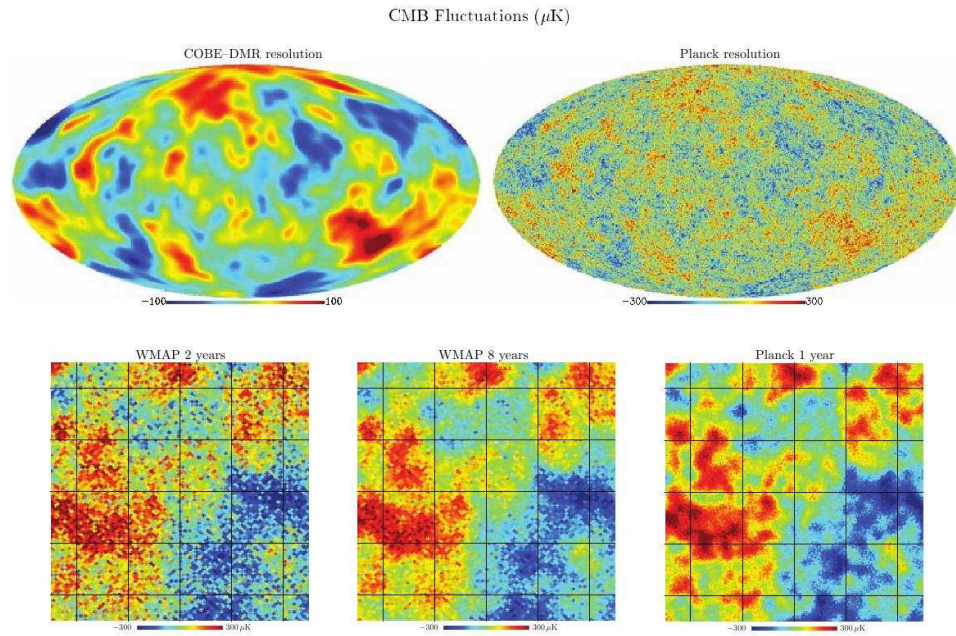 CMB Fluctuations (μK)
COBE–DMR resolution
Planck resolution
−100 100
−300 300
WMAP 2 years
WMAP 8 years
Planck 1 year
−300 300 μK
−300 300 μK
−300 300 μK